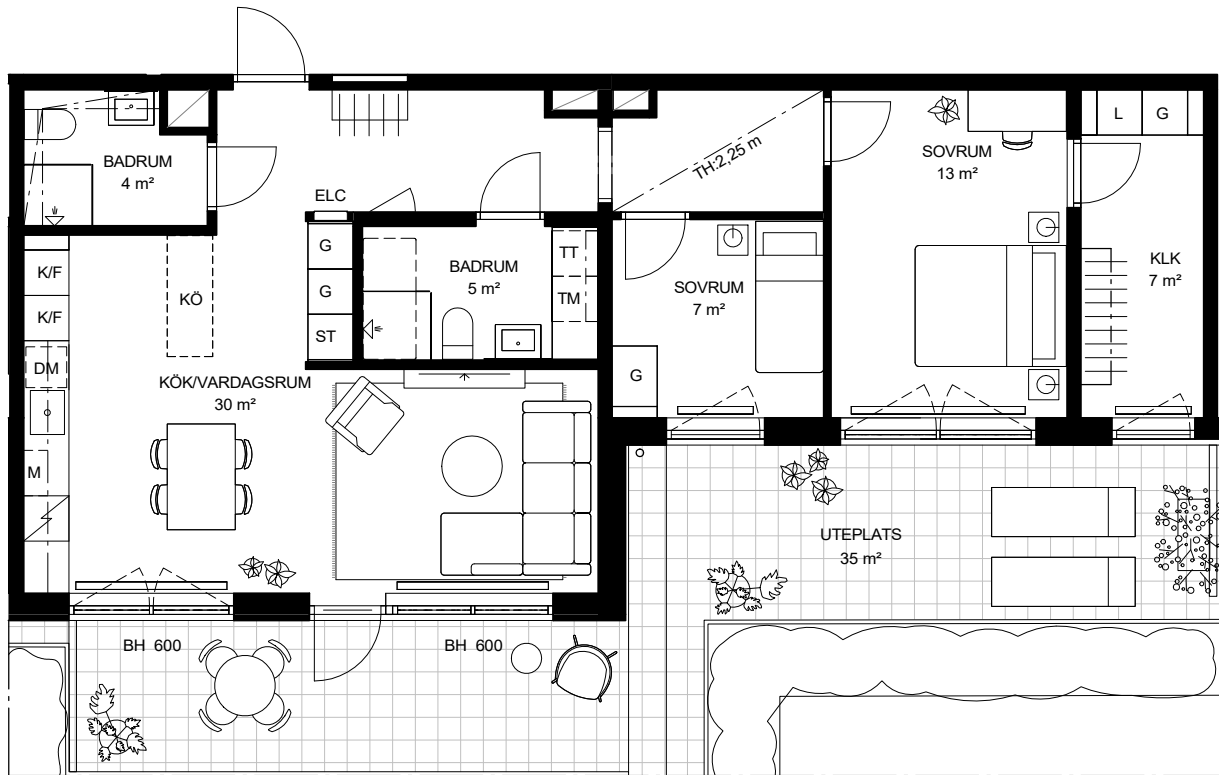 BADRUM
4 m²
ELC
TH:2,25 m
SOVRUM
13 m²
L
G
K/F
K/F
DM
M
KÖ
G
G
ST
BADRUM
5 m²
TT
TM
SOVRUM
7 m²
G
KLK
7 m²
KÖK/VARDAGSRUM
30 m²
UTEPLATS
35 m²
BH 600
BH 600